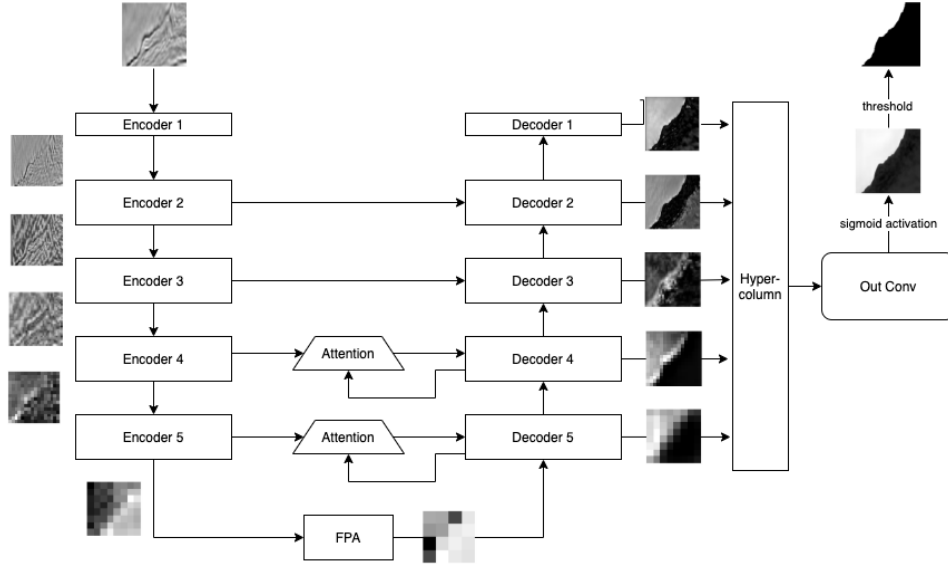 threshold
Encoder 1
Decoder 1
Encoder 2
Decoder 2
sigmoid activation
Encoder 3
Decoder 3
Hyper-
column
Out Conv
Encoder 4
Attention
Decoder 4
Encoder 5
Attention
Decoder 5
FPA